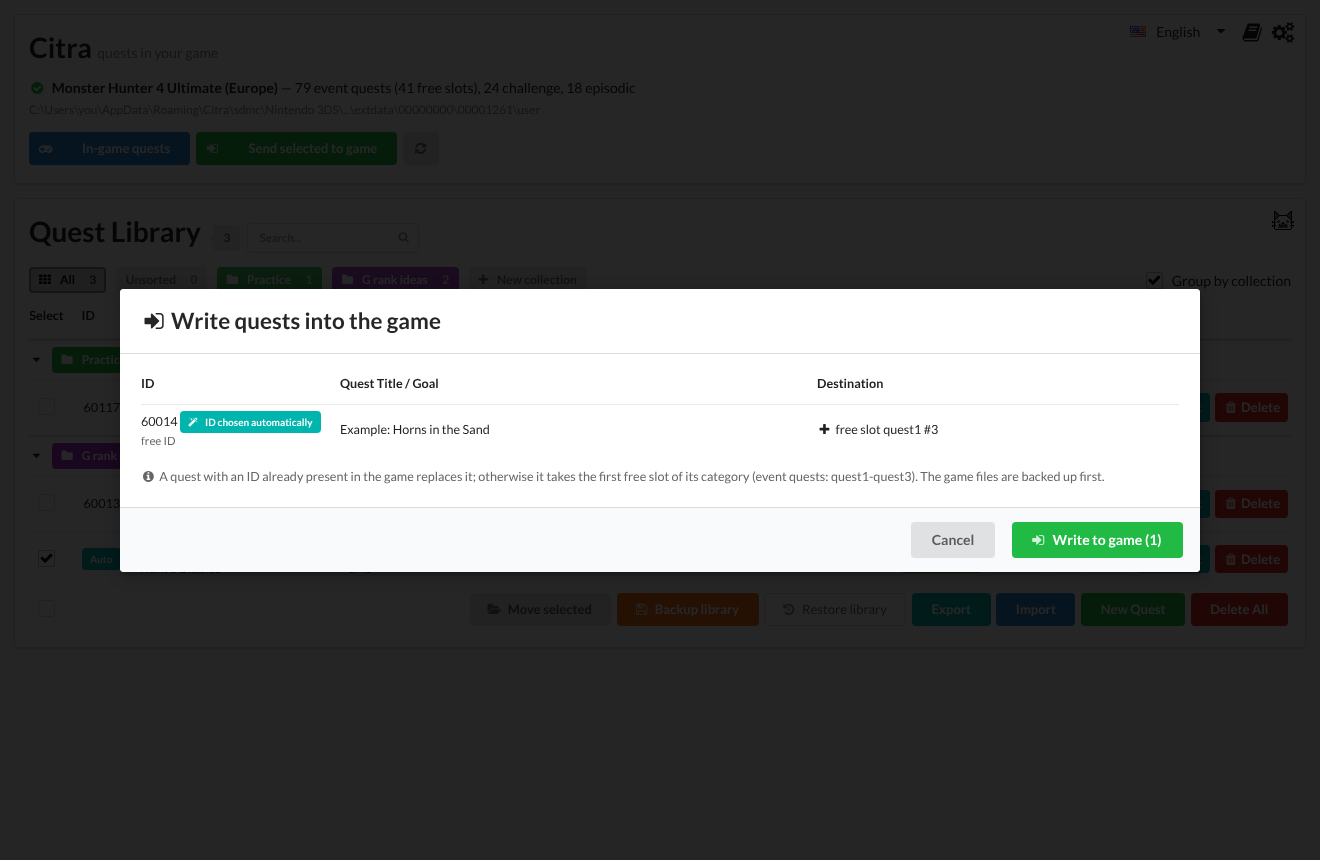 Citra quests in your game
English
Monster Hunter 4 Ultimate (Europe) — 79 event quests (41 free slots), 24 challenge, 18 episodic
C:\Users\you\AppData\Roaming\Citra\sdmc\Nintendo 3DS\...\extdata\00000000\00001261\user
In-game quests
Send selected to game
Quest Library 3
Search...
All 3
Unsorted 0
Practice 1
G rank ideas 2
New collection
Group by collection
Select ID
Write quests into the game
ID Quest Title / Goal Destination
60014 ID chosen automatically
free ID
Example: Horns in the Sand
free slot quest1 #3
A quest with an ID already present in the game replaces it; otherwise it takes the first free slot of its category (event quests: quest1-quest3). The game files are backed up first.
Cancel
Write to game (1)
60117
Delete
G rank
60013
Delete
Auto
Delete
Move selected
Backup library
Restore library
Export
Import
New Quest
Delete All